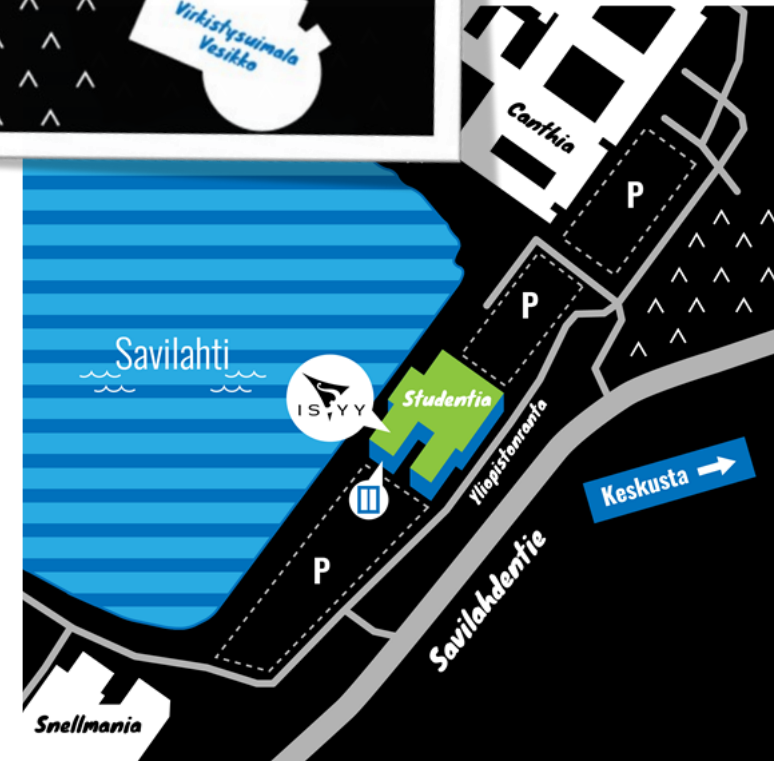 Virkistysuimala
Vesikko
Canthia
P
P
Savilahti
ISYY
Studentia
Yliopistonranta
Keskusta
P
Savilahdentie
Snellmania